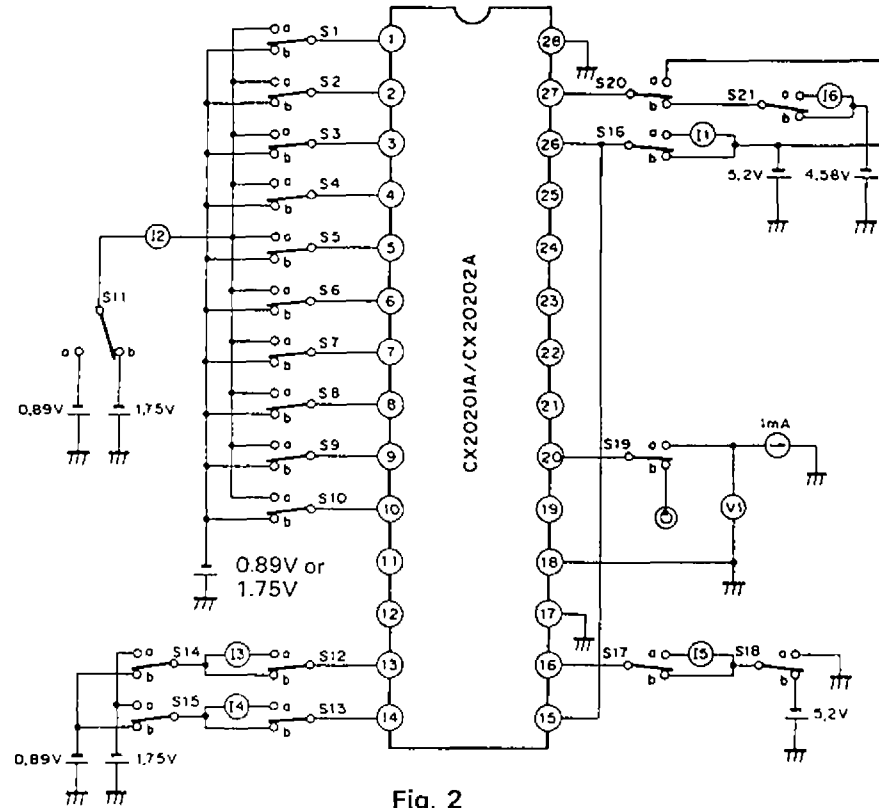 a
S1
b
1
a
S2
b
2
a
S3
b
3
a
S4
b
4
a
S5
b
5
a
S6
b
6
a
S7
b
7
a
S8
b
8
a
S9
b
9
a
S10
b
10
11
12
I2
S11
a
b
0.89V
1.75V
0.89V or
1.75V
a
S14
b
I3
a
S12
b
13
a
S15
b
I4
a
S13
b
14
0.89V
1.75V
CX20201A/CX20202A
28
27
S20
a
b
S21
a
b
I6
26
S16
a
b
I1
5.2V
4.58V
25
24
23
22
21
20
S19
a
b
1mA
V1
19
18
17
16
S17
a
b
I5
S18
a
b
5.2V
15
Fig. 2